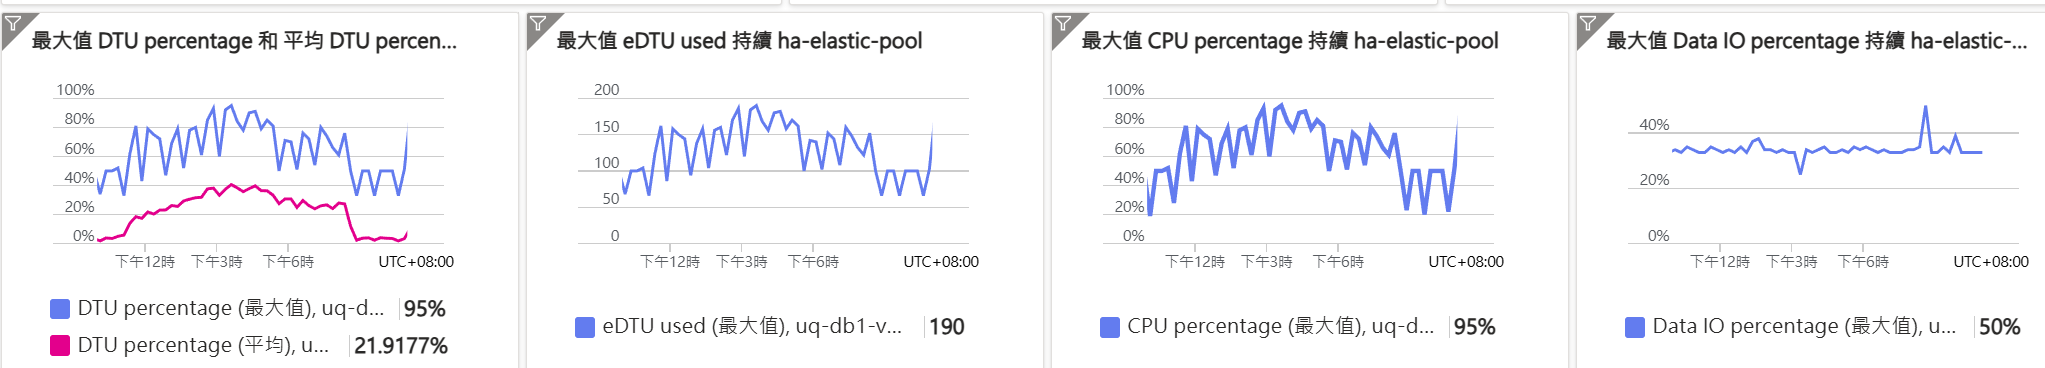 最大值 DTU percentage 和 平均 DTU percen...
100%
80%
60%
40%
20%
0%
下午12時 下午3時 下午6時 UTC+08:00
DTU percentage (最大值), uq-d... 95%
DTU percentage (平均), u... 21.9177%
最大值 eDTU used 持續 ha-elastic-pool
200
150
100
50
0
下午12時 下午3時 下午6時 UTC+08:00
eDTU used (最大值), uq-db1-v... 190
最大值 CPU percentage 持續 ha-elastic-pool
100%
80%
60%
40%
20%
0%
下午12時 下午3時 下午6時 UTC+08:00
CPU percentage (最大值), uq-d... 95%
最大值 Data IO percentage 持續 ha-elastic-...
40%
20%
0%
下午12時 下午3時 下午6時 UTC+08:00
Data IO percentage (最大值), u... 50%